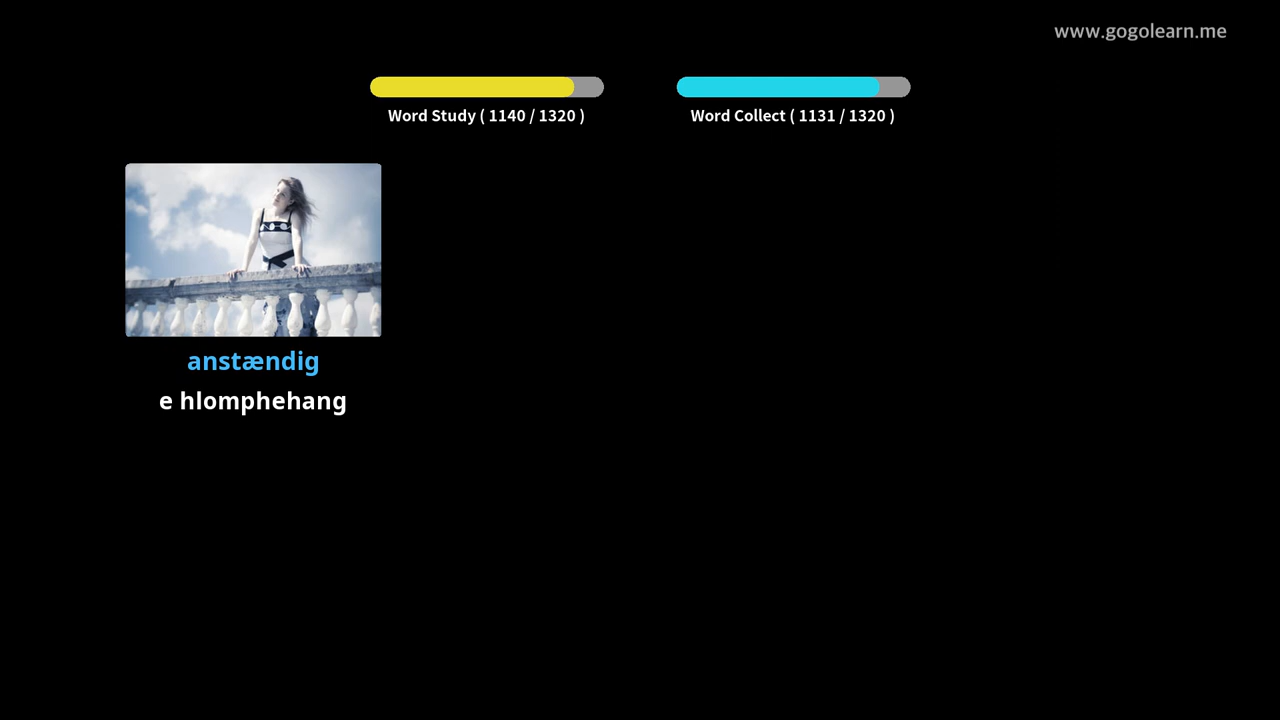 www.gogolearn.me
Word Study ( 1140 / 1320 )
Word Collect ( 1131 / 1320 )
anstændig
e hlomphehang